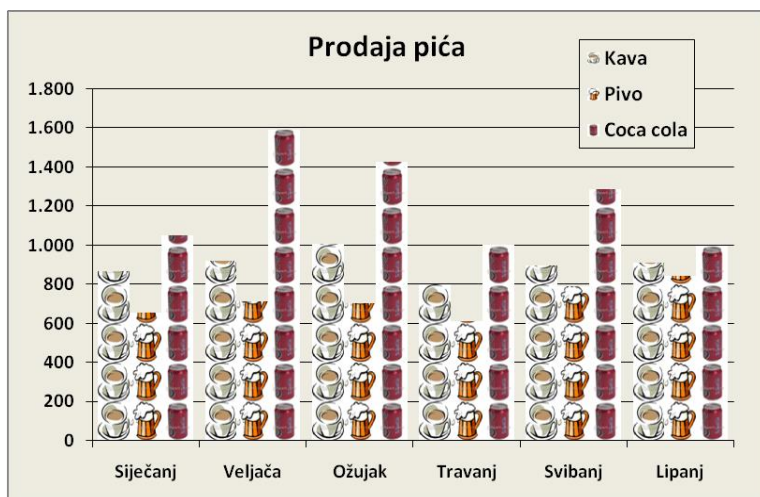 Prodaja pića
Kava
Pivo
Coca cola
1.800
1.600
1.400
1.200
1.000
800
600
400
200
0
Siječanj
Veljača
Ožujak
Travanj
Svibanj
Lipanj